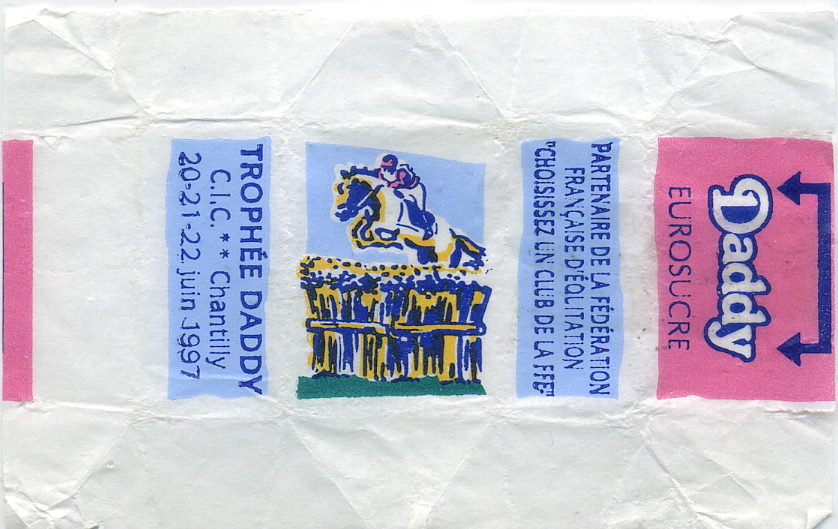 TROPHÉE DADDY
C.I.C. ** Chantilly
20-21-22 juin 1997
PARTENAIRE DE LA FÉDÉRATION
FRANÇAISE D'ÉQUITATION
"CHOISISSEZ UN CLUB DE LA FFE"
Daddy
EUROSUCRE